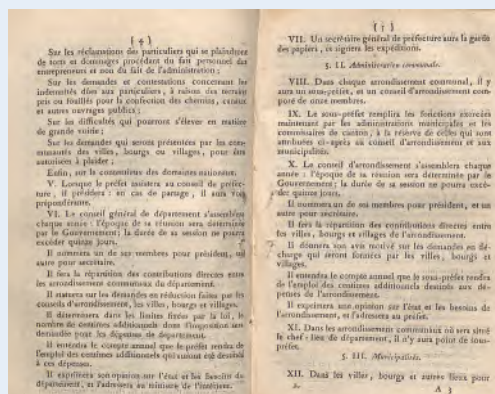 ( 4 )
Sur les réclamations des particuliers qui se plaindront
de torts et dommages procédant du fait personnel des
entrepreneurs et non du fait de l'administration ;
Sur les demandes et contestations concernant les
indemnités dûes aux particuliers, à raison des terrains
pris ou fouillés pour la confection des chemins, canaux
et autres ouvrages publics ;
Sur les difficultés qui pourront s'élever en matière
de grande voirie ;
Sur les demandes qui seront présentées par les com-
munautés des villes, bourgs ou villages, pour être
autorisées à plaider ;
Enfin, sur le contentieux des domaines nationaux.
V. Lorsque le préfet assistera au conseil de préfec-
ture, il présidera : en cas de partage, il aura voix
prépondérante.
VI. Le conseil général de département s'assemblera
chaque année : l'époque de sa réunion sera déterminée
par le Gouvernement ; la durée de sa session ne pourra
excéder quinze jours.
Il nommera un de ses membres pour président, un
autre pour secrétaire.
Il fera la répartition des contributions directes entre
les arrondissemens communaux du département.
Il statuera sur les demandes en réduction faites par les
conseils d'arrondissement, les villes, bourgs et villages.
Il déterminera dans les limites fixées par la loi, le
nombre de centimes additionnels dont l'imposition sera
demandée pour les dépenses de département.
Il entendra le compte annuel que le préfet rendra de
l'emploi des centimes additionnels qui auront été destinés
à ces dépenses.
Il exprimera son opinion sur l'état et les besoins du
département, et l'adressera au ministre de l'intérieur.
( 5 )
VII. Un secrétaire général de préfecture aura la garde
des papiers, et signera les expéditions.
§. II. Administration communale.
VIII. Dans chaque arrondissement communal, il y
aura un sous-préfet, et un conseil d'arrondissement com-
posé de onze membres.
IX. Le sous-préfet remplira les fonctions exercées
maintenant par les administrations municipales et les
commissaires de canton, à la réserve de celles qui sont
attribuées ci-après au conseil d'arrondissement et aux
municipalités.
X. Le conseil d'arrondissement s'assemblera chaque
année : l'époque de sa réunion sera déterminée par le
Gouvernement ; la durée de sa session ne pourra excé-
der quinze jours.
Il nommera un de ses membres pour président, et un
autre pour secrétaire.
Il fera la répartition des contributions directes entre
les villes, bourgs et villages de l'arrondissement.
Il donnera son avis motivé sur les demandes en dé-
charge qui seront formées par les villes, bourgs et
villages.
Il entendra le compte annuel que le sous-préfet rendra
de l'emploi des centimes additionnels destinés aux dé-
penses de l'arrondissement.
Il exprimera une opinion sur l'état et les besoins de
l'arrondissement, et l'adressera au préfet.
XI. Dans les arrondissemens communaux où sera situé
le chef-lieu de département, il n'y aura point de sous-
préfet.
§. III. Municipalités.
XII. Dans les villes, bourgs et autres lieux pour
A 3